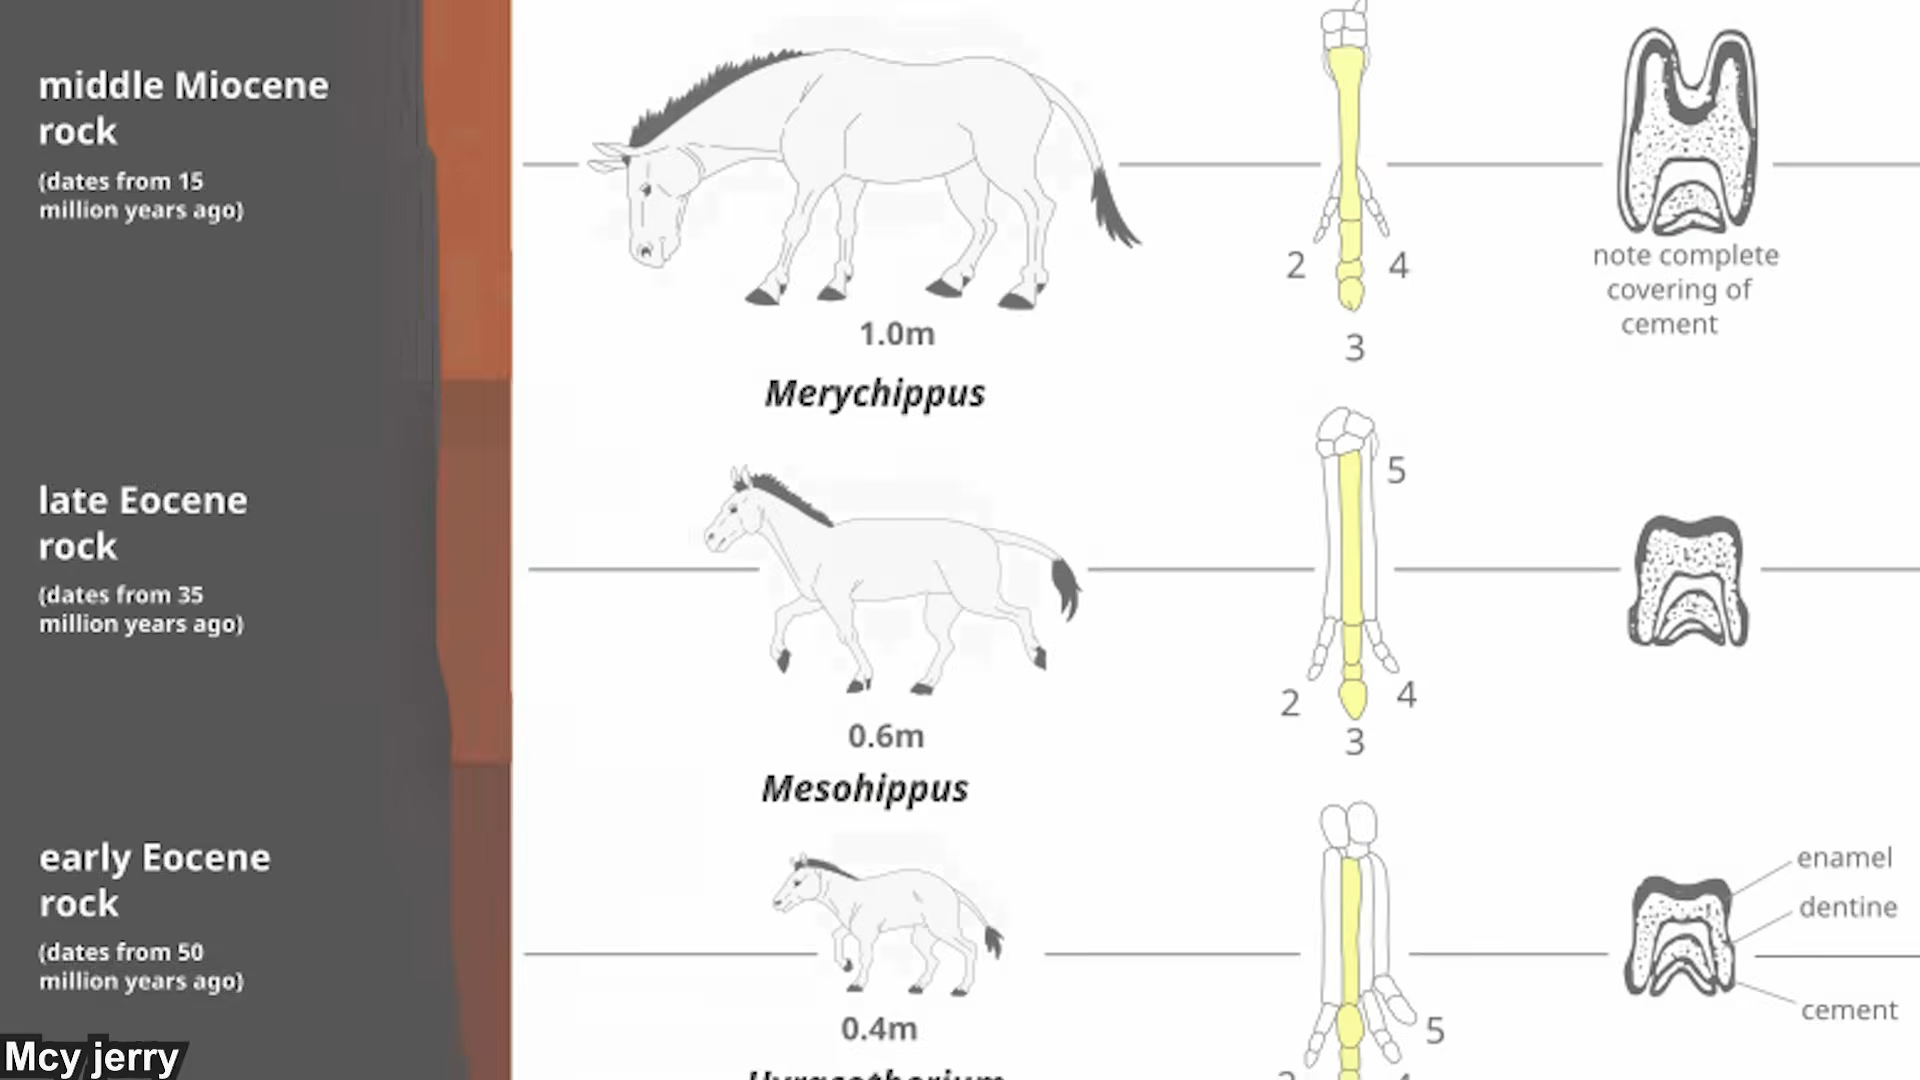 middle Miocene
rock
(dates from 15
million years ago)
1.0m
Merychippus
2
4
3
note complete
covering of
cement
late Eocene
rock
(dates from 35
million years ago)
0.6m
Mesohippus
5
2
4
3
early Eocene
rock
(dates from 50
million years ago)
0.4m
5
enamel
dentine
cement
Mcy jerry